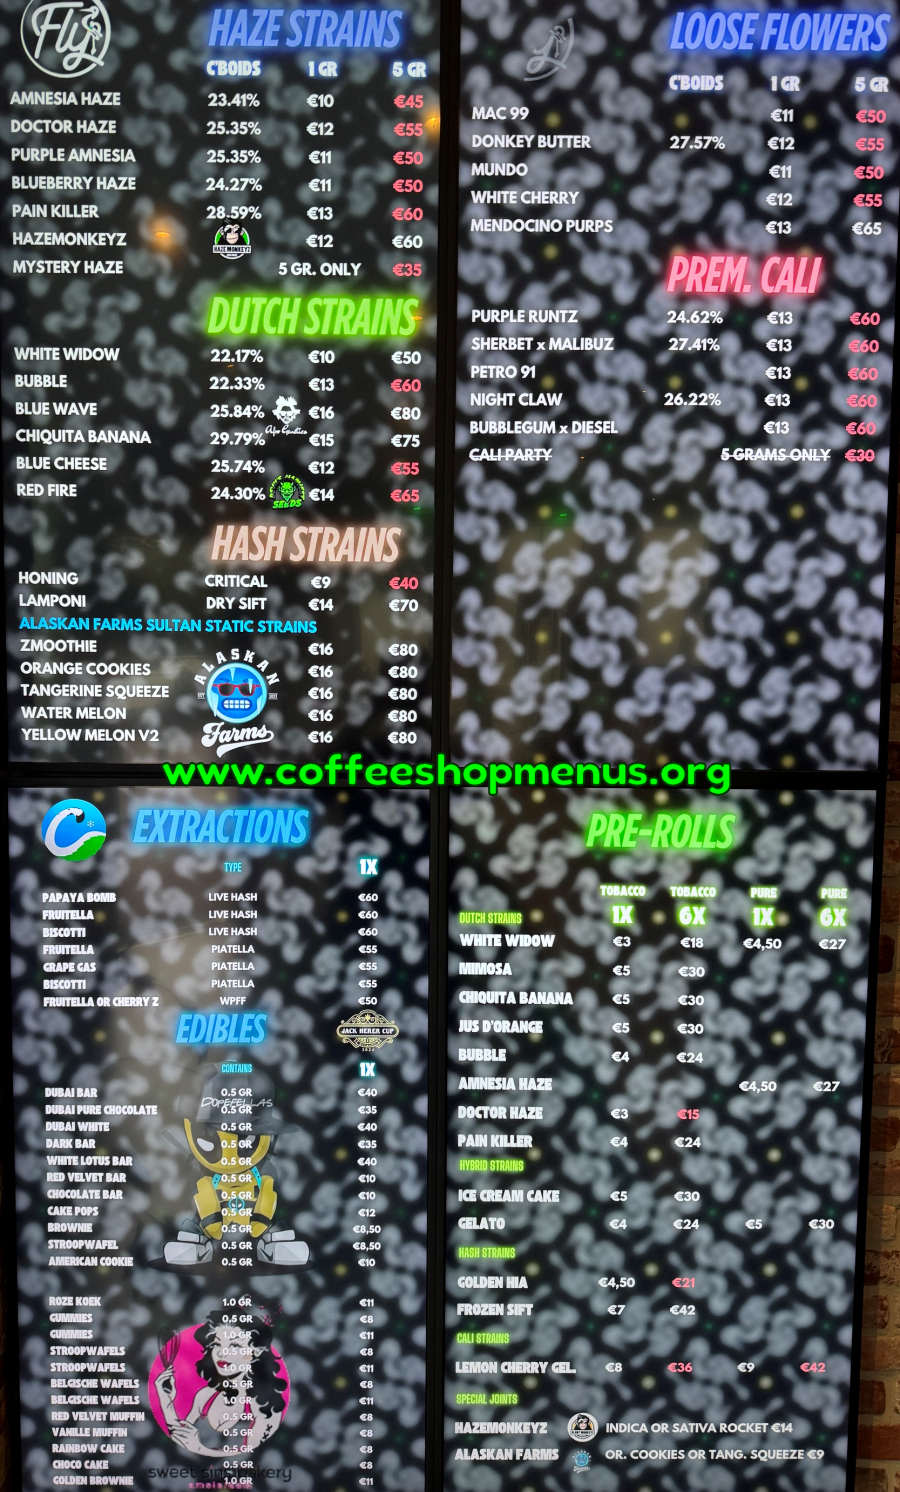 Fly
HAZE STRAINS
C'BOIDS 1 GR 5 GR
AMNESIA HAZE 23.41% €10 €45
DOCTOR HAZE 25.35% €12 €55
PURPLE AMNESIA 25.35% €11 €50
BLUEBERRY HAZE 24.27% €11 €50
PAIN KILLER 28.59% €13 €60
HAZEMONKEYZ HAZEMONKEYZ €12 €60
MYSTERY HAZE 5 GR. ONLY €35
DUTCH STRAINS
WHITE WIDOW 22.17% €10 €50
BUBBLE 22.33% €13 €60
BLUE WAVE 25.84% €16 €80
CHIQUITA BANANA 29.79% €15 €75
BLUE CHEESE 25.74% €12 €55
RED FIRE 24.30% SEEDS €14 €65
HASH STRAINS
HONING CRITICAL €9 €40
LAMPONI DRY SIFT €14 €70
ALASKAN FARMS SULTAN STATIC STRAINS
ZMOOTHIE €16 €80
ORANGE COOKIES €16 €80
TANGERINE SQUEEZE €16 €80
WATER MELON €16 €80
YELLOW MELON V2 €16 €80
ALASKAN
Farms
LOOSE FLOWERS
C'BOIDS 1 GR 5 GR
MAC 99 €11 €50
DONKEY BUTTER 27.57% €12 €55
MUNDO €11 €50
WHITE CHERRY €12 €55
MENDOCINO PURPS €13 €65
PREM. CALI
PURPLE RUNTZ 24.62% €13 €60
SHERBET x MALIBUZ 27.41% €13 €60
PETRO 91 €13 €60
NIGHT CLAW 26.22% €13 €60
BUBBLEGUM x DIESEL €13 €60
CALI PARTY 5 GRAMS ONLY €30
www.coffeeshopmenus.org
EXTRACTIONS
TYPE 1X
PAPAYA BOMB LIVE HASH €60
FRUITELLA LIVE HASH €60
BISCOTTI LIVE HASH €60
FRUITELLA PIATELLA €55
GRAPE GAS PIATELLA €55
BISCOTTI PIATELLA €55
FRUITELLA OR CHERRY Z WPFF €50
EDIBLES
JACK HERER CUP
CONTAINS 1X
DUBAI BAR 0.5 GR €40
DOPEFELLAS
DUBAI PURE CHOCOLATE 0.5 GR €35
DUBAI WHITE 0.5 GR €40
DARK BAR 0.5 GR €35
WHITE LOTUS BAR 0.5 GR €40
RED VELVET BAR 0.5 GR €10
CHOCOLATE BAR 0.5 GR €10
CAKE POPS 0.5 GR €12
BROWNIE 0.5 GR €8,50
STROOPWAFEL 0.5 GR €8,50
AMERICAN COOKIE 0.5 GR €10
ROZE KOEK 1.0 GR €11
GUMMIES 0.5 GR €8
GUMMIES 1.0 GR €11
STROOPWAFELS 0.5 GR €8
STROOPWAFELS 1.0 GR €11
BELGISCHE WAFELS 0.5 GR €8
BELGISCHE WAFELS 1.0 GR €11
RED VELVET MUFFIN 0.5 GR €8
VANILLE MUFFIN 0.5 GR €8
RAINBOW CAKE 0.5 GR €8
CHOCO CAKE 0.5 GR €8
GOLDEN BROWNIE 1.0 GR €11
PRE-ROLLS
TOBACCO TOBACCO PURE PURE
DUTCH STRAINS 1X 6X 1X 6X
WHITE WIDOW €3 €18 €4,50 €27
MIMOSA €5 €30
CHIQUITA BANANA €5 €30
JUS D'ORANGE €5 €30
BUBBLE €4 €24
AMNESIA HAZE €4,50 €27
DOCTOR HAZE €3 €15
PAIN KILLER €4 €24
HYBRID STRAINS
ICE CREAM CAKE €5 €30
GELATO €4 €24 €5 €30
HASH STRAINS
GOLDEN HIA €4,50 €21
FROZEN SIFT €7 €42
CALI STRAINS
LEMON CHERRY GEL. €8 €36 €9 €42
SPECIAL JOINTS
HAZEMONKEYZ INDICA OR SATIVA ROCKET €14
ALASKAN FARMS OR. COOKIES OR TANG. SQUEEZE €9